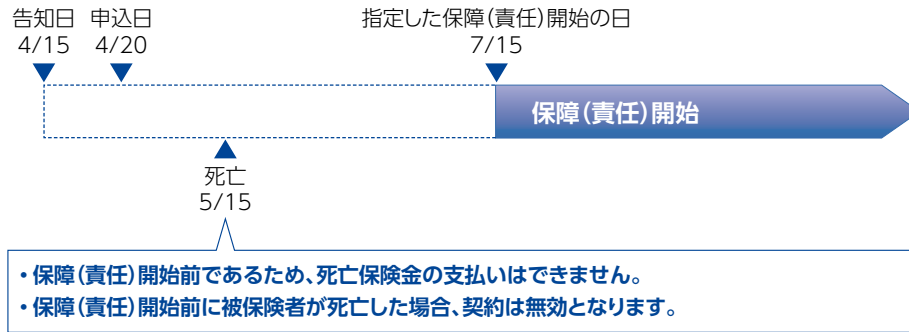 告知日 申込日 指定した保障(責任)開始の日
4/15 4/20 7/15
保障(責任)開始
死亡
5/15
・保障(責任)開始前であるため、死亡保険金の支払いはできません。
・保障(責任)開始前に被保険者が死亡した場合、契約は無効となります。